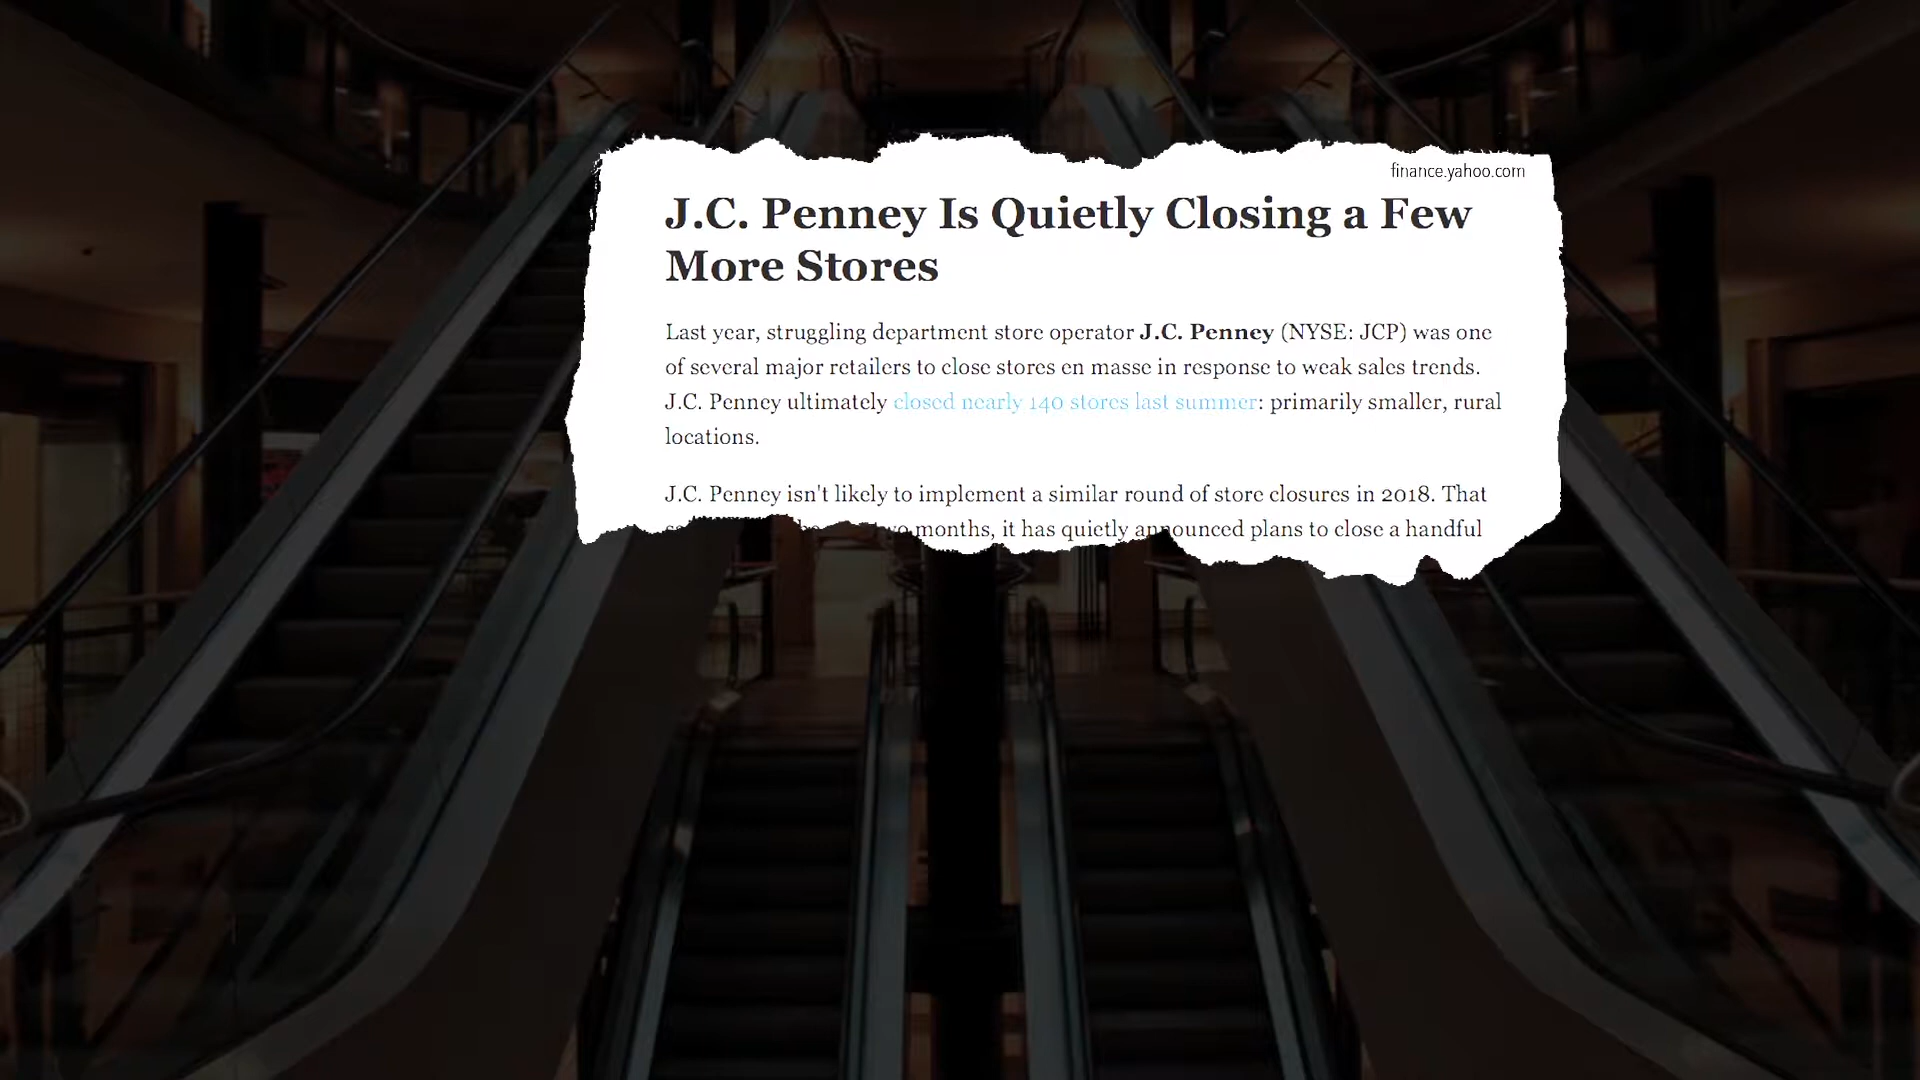 finance.yahoo.com
J.C. Penney Is Quietly Closing a Few
More Stores
Last year, struggling department store operator J.C. Penney (NYSE: JCP) was one
of several major retailers to close stores en masse in response to weak sales trends.
J.C. Penney ultimately closed nearly 140 stores last summer: primarily smaller, rural
locations.
J.C. Penney isn't likely to implement a similar round of store closures in 2018. That
months, it has quietly announced plans to close a handful